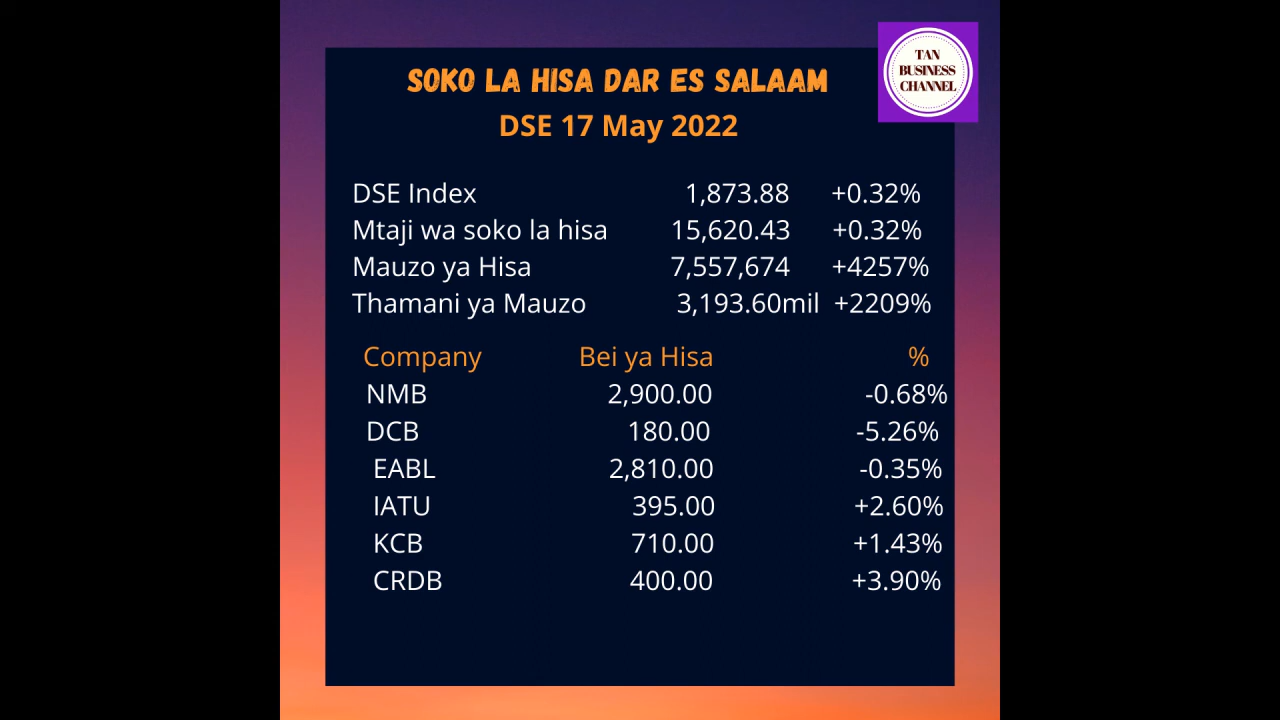 TAN
BUSINESS
CHANNEL
SOKO LA HISA DAR ES SALAAM
DSE 17 May 2022
DSE Index 1,873.88 +0.32%
Mtaji wa soko la hisa 15,620.43 +0.32%
Mauzo ya Hisa 7,557,674 +4257%
Thamani ya Mauzo 3,193.60mil +2209%
Company Bei ya Hisa %
NMB 2,900.00 -0.68%
DCB 180.00 -5.26%
EABL 2,810.00 -0.35%
IATU 395.00 +2.60%
KCB 710.00 +1.43%
CRDB 400.00 +3.90%